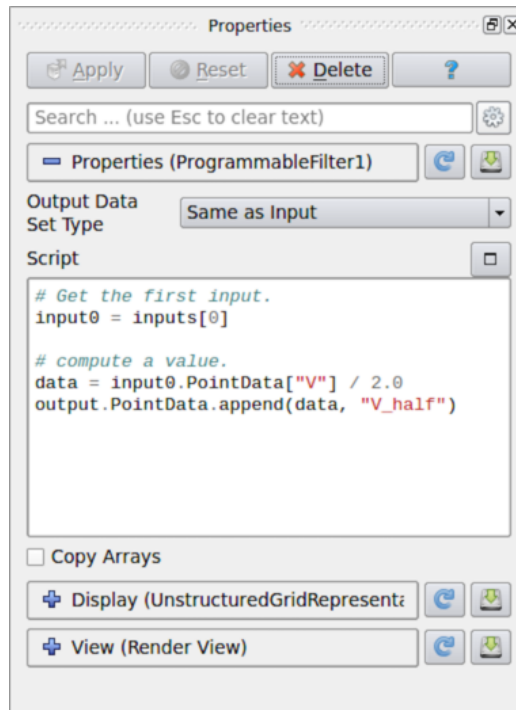 Properties
Apply
Reset
Delete
?
Search ... (use Esc to clear text)
Properties (ProgrammableFilter1)
Output Data
Set Type
Same as Input
Script
# Get the first input.
input0 = inputs[0]
# compute a value.
data = input0.PointData["V"] / 2.0
output.PointData.append(data, "V_half")
Copy Arrays
Display (UnstructuredGridRepresenta
View (Render View)